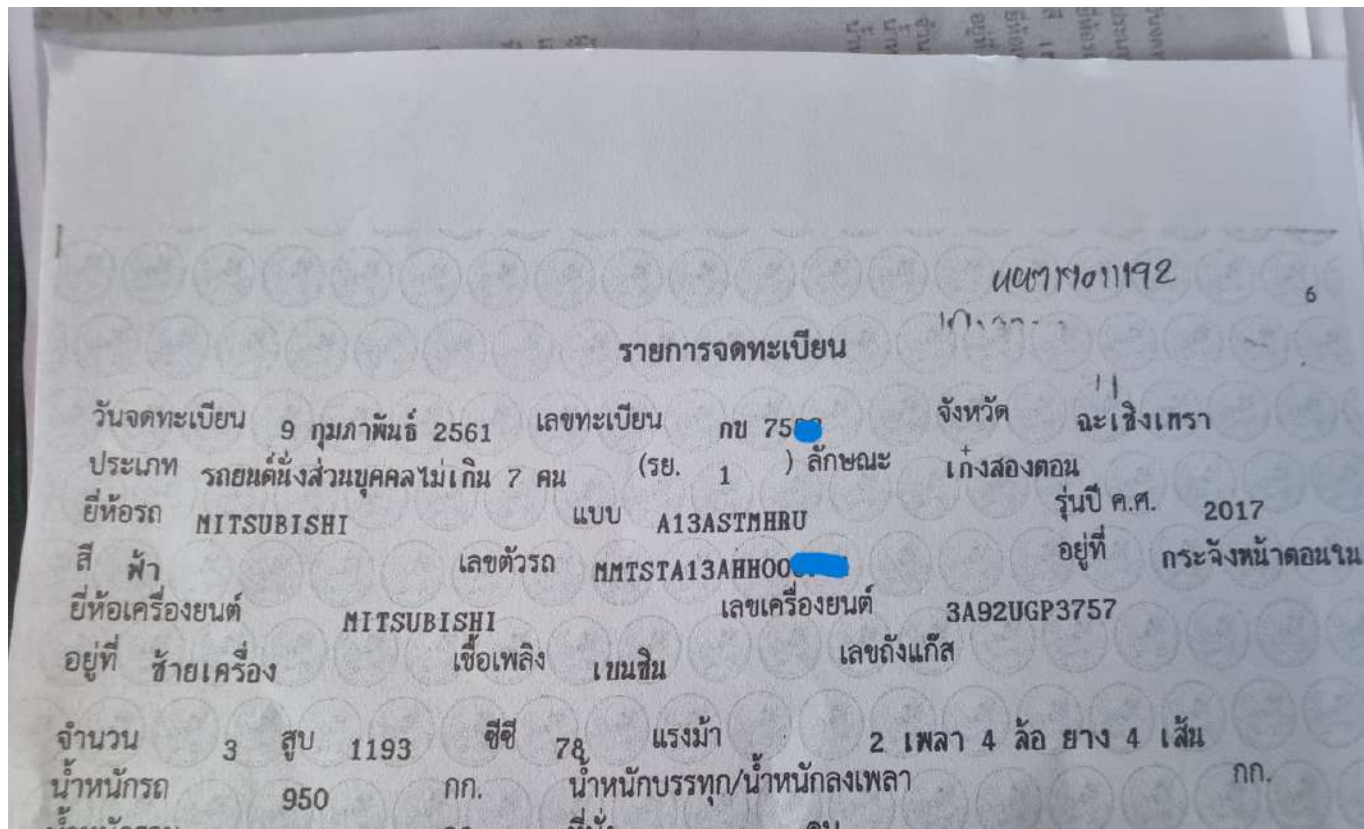 6
รายการจดทะเบียน
วันจดทะเบียน 9 กุมภาพันธ์ 2561 เลขทะเบียน กข 75 จังหวัด ฉะเชิงเทรา
ประเภท รถยนต์นั่งส่วนบุคคลไม่เกิน 7 คน (รย. 1 ) ลักษณะ เก๋งสองตอน
ยี่ห้อรถ MITSUBISHI แบบ A13ASTMHRU รุ่นปี ค.ศ. 2017
สี ฟ้า เลขตัวรถ MMTSTA13AHH00 อยู่ที่ กระจังหน้าตอนใน
ยี่ห้อเครื่องยนต์ MITSUBISHI เลขเครื่องยนต์ 3A92UGP3757
อยู่ที่ ซ้ายเครื่อง เชื้อเพลิง เบนซิน เลขถังแก๊ส
จำนวน 3 สูบ 1193 ซีซี 78 แรงม้า 2 เพลา 4 ล้อ ยาง 4 เส้น
น้ำหนักรถ 950 กก. น้ำหนักบรรทุก/น้ำหนักลงเพลา กก.